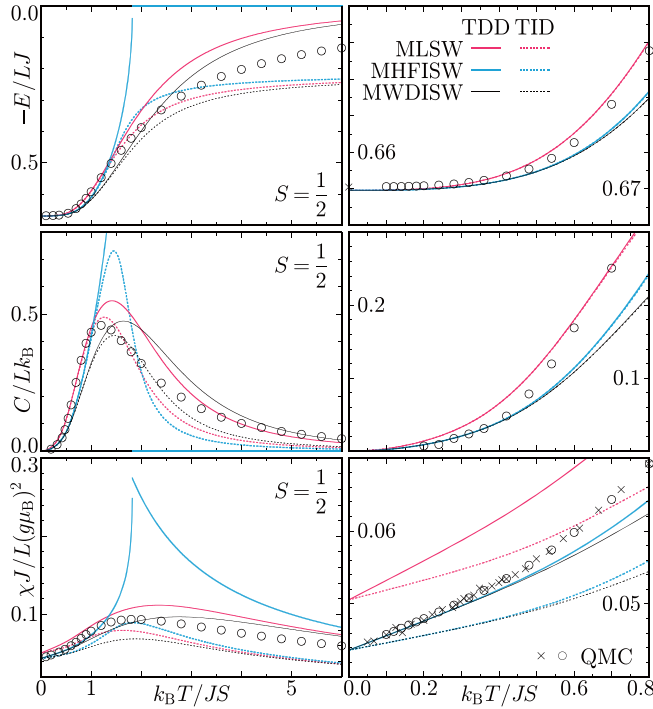 TDD TID
MLSW
MHFISW
MWDISW
0.0
0.5
−E/LJ
S = 1/2
0.66
0.67
0.5
0.0
C/Lk_B
S = 1/2
0.2
0.1
0.3
0.1
χJ/L(gμ_B)²
S = 1/2
0.06
0.05
× ○ QMC
0 1 5
k_BT/JS
0.0 0.2 0.6 0.8
k_BT/JS